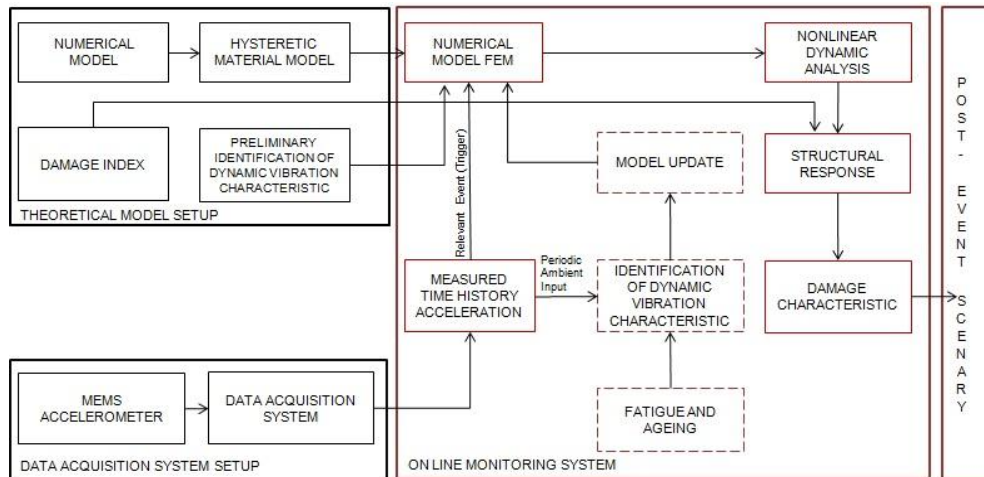 NUMERICAL
MODEL
HYSTERETIC
MATERIAL MODEL
DAMAGE INDEX
PRELIMINARY
IDENTIFICATION OF
DYNAMIC VIBRATION
CHARACTERISTIC
THEORETICAL MODEL SETUP
MEMS
ACCELEROMETER
DATA ACQUISITION
SYSTEM
DATA ACQUISITION SYSTEM SETUP
NUMERICAL
MODEL FEM
NONLINEAR
DYNAMIC
ANALYSIS
Relevant Event (Trigger)
MODEL UPDATE
STRUCTURAL
RESPONSE
MEASURED
TIME HISTORY
ACCELERATION
Periodic
Ambient
Input
IDENTIFICATION
OF DYNAMIC
VIBRATION
CHARACTERISTIC
DAMAGE
CHARACTERISTIC
FATIGUE AND
AGEING
ON LINE MONITORING SYSTEM
POST - EVENT SCENARY